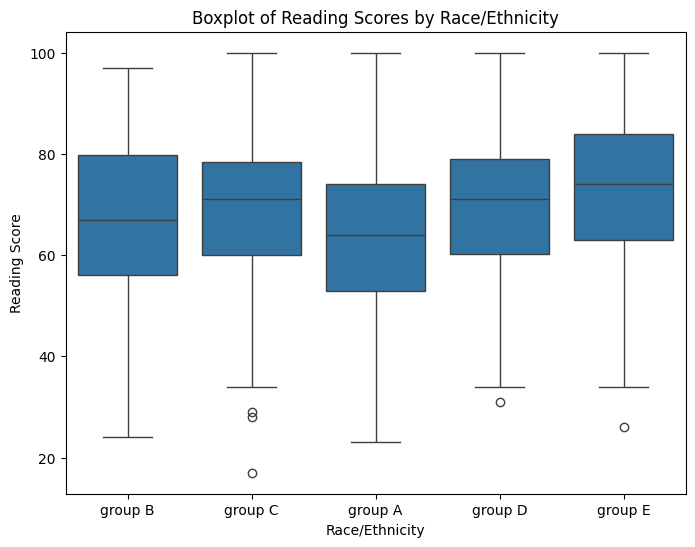 Boxplot of Reading Scores by Race/Ethnicity
100
80
60
40
20
Reading Score
group B
group C
group A
group D
group E
Race/Ethnicity